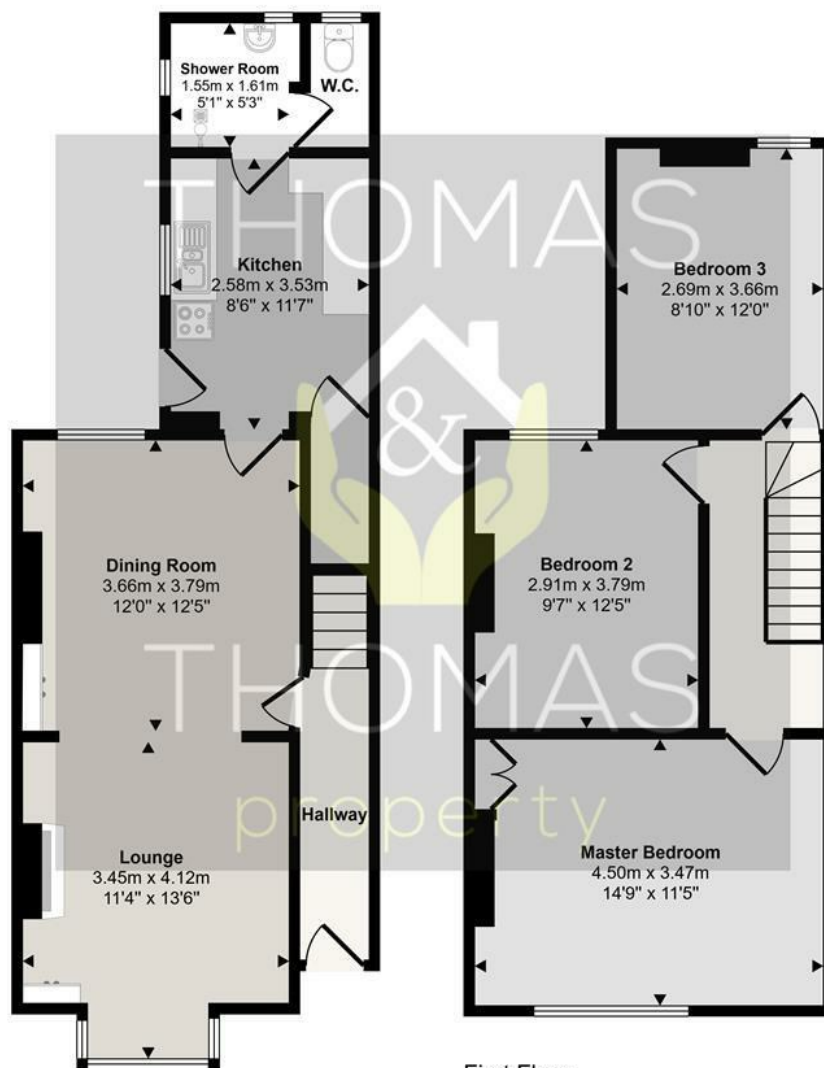 Shower Room
1.55m x 1.61m
5'1" x 5'3"
W.C.
THOMAS
Kitchen
2.58m x 3.53m
8'6" x 11'7"
Bedroom 3
2.69m x 3.66m
8'10" x 12'0"
&
Dining Room
3.66m x 3.79m
12'0" x 12'5"
Bedroom 2
2.91m x 3.79m
9'7" x 12'5"
THOMAS
Hallway
property
Lounge
3.45m x 4.12m
11'4" x 13'6"
Master Bedroom
4.50m x 3.47m
14'9" x 11'5"
First Floor